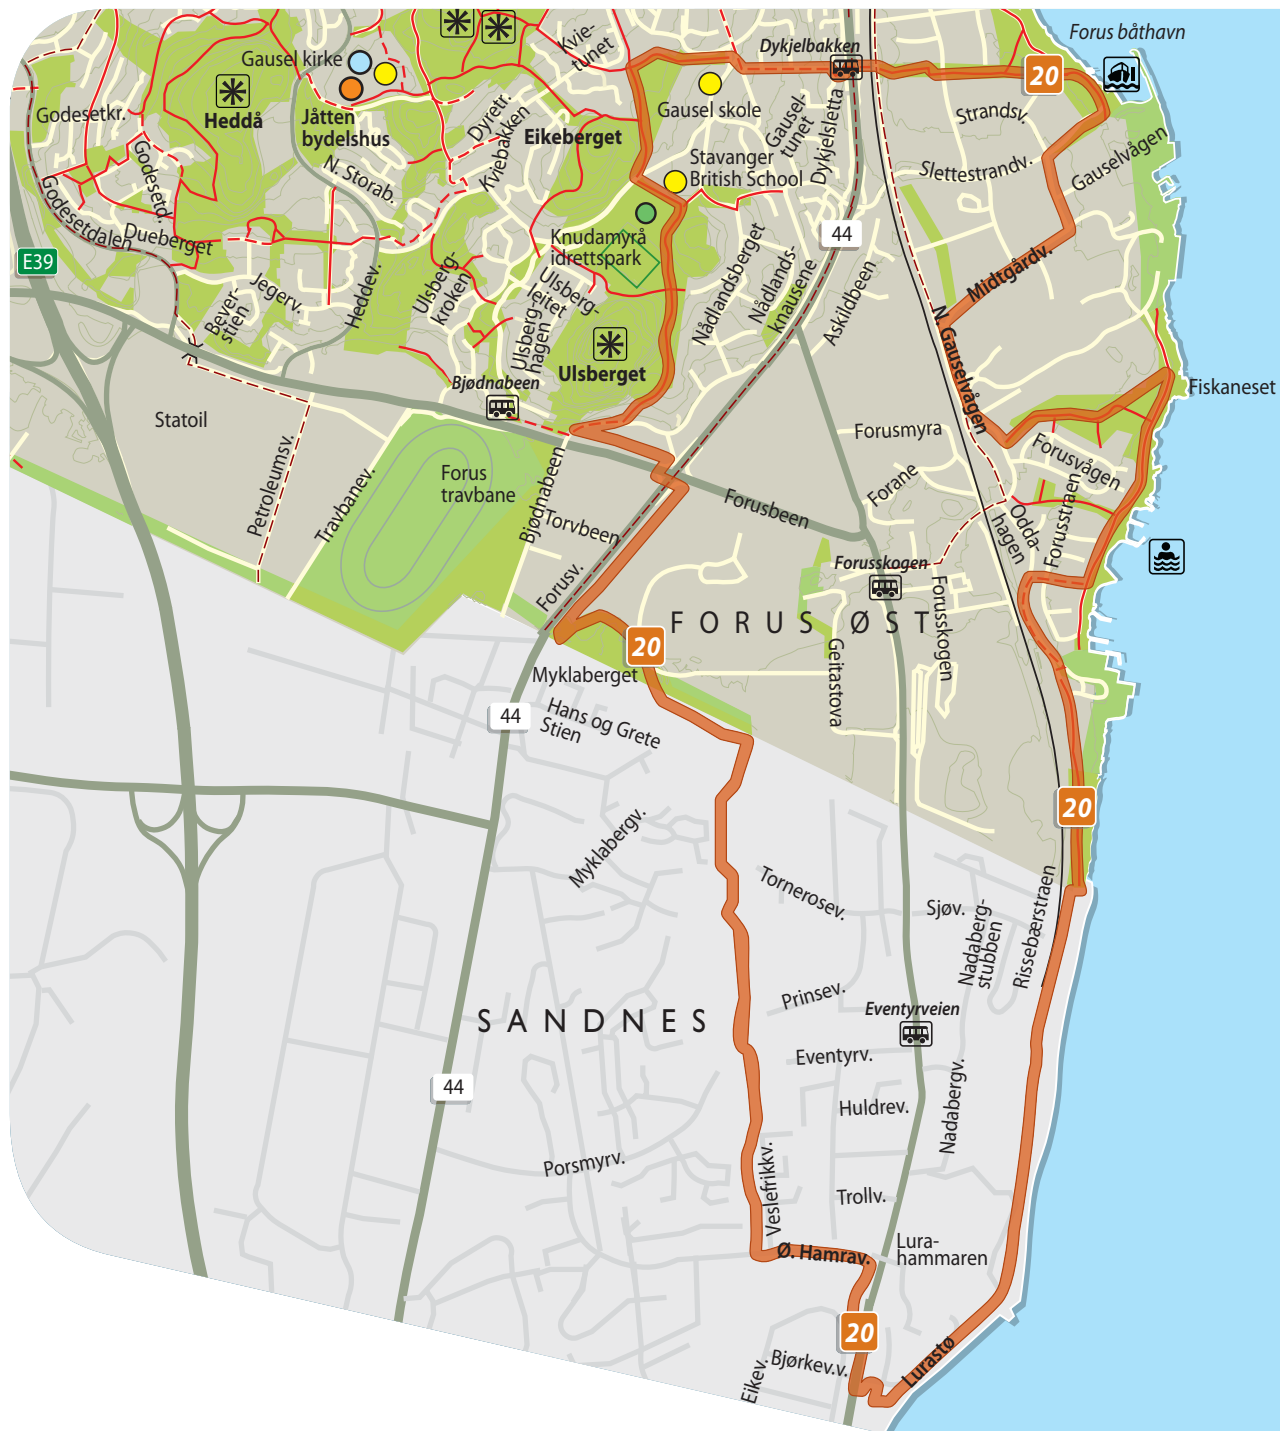 Forus båthavn
Kvie-
tunet
Dykjelbakken
Gausel kirke
20
Heddå
Godesetkr.
Jåtten
bydelshus
Dyretr.
Kviebakken
Eikeberget
Gausel skole
Gausel-
tunet
Dykjelsletta
Strandsv.
Slettestrandv.
Gauselvågen
Stavanger
British School
N. Storab.
Godesetd.
Godesetdalen
Dueberget
E39
Knudamyrå
idrettspark
44
Midtgårdv.
Jegerv.
Bever-
stien
Heddev.
Ulsberg-
kroken
Ulsberg-
leitet
Ulsberg-
hagen
Nådlandsberget
Nådlands-
knausene
Askildbeen
N. Gauselvågen
Ulsberget
Bjødnabeen
Fiskaneset
Statoil
Forusmyra
Forusvågen
Petroleumsv.
Travbanev.
Forus
travbane
Bjødnabeen
Torvbeen
Forusbeen
Forane
Odda-
hagen
Forusstraen
Forusv.
Forusskogen
Forusskogen
FORUS ØST
20
Geitastova
Myklaberget
44
Hans og Grete
Stien
20
Myklabergv.
Tornerosev.
Sjøv.
Nadaberg-
stubben
Rissebærstraen
Prinsev.
SANDNES
Eventyrveien
Eventyrv.
44
Huldrev.
Nadabergv.
Porsmyrv.
Veslefrikkv.
Trollv.
Ø. Hamrav.
Lura-
hammaren
20
Lurastø
Bjørkev.v.
Eikev.